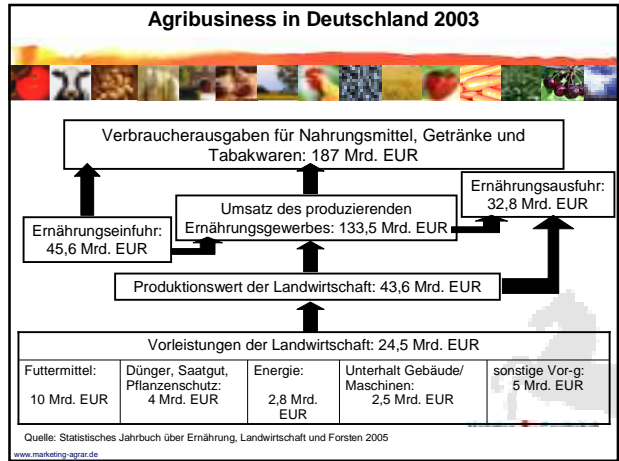 Agribusiness in Deutschland 2003
Verbraucherausgaben für Nahrungsmittel, Getränke und
Tabakwaren: 187 Mrd. EUR
Ernährungsausfuhr:
32,8 Mrd. EUR
Umsatz des produzierenden
Ernährungsgewerbes: 133,5 Mrd. EUR
Ernährungseinfuhr:
45,6 Mrd. EUR
Produktionswert der Landwirtschaft: 43,6 Mrd. EUR
Vorleistungen der Landwirtschaft: 24,5 Mrd. EUR
Futtermittel:
10 Mrd. EUR
Dünger, Saatgut,
Pflanzenschutz:
4 Mrd. EUR
Energie:
2,8 Mrd.
EUR
Unterhalt Gebäude/
Maschinen:
2,5 Mrd. EUR
sonstige Vor-g:
5 Mrd. EUR
Quelle: Statistisches Jahrbuch über Ernährung, Landwirtschaft und Forsten 2005
www.marketing-agrar.de